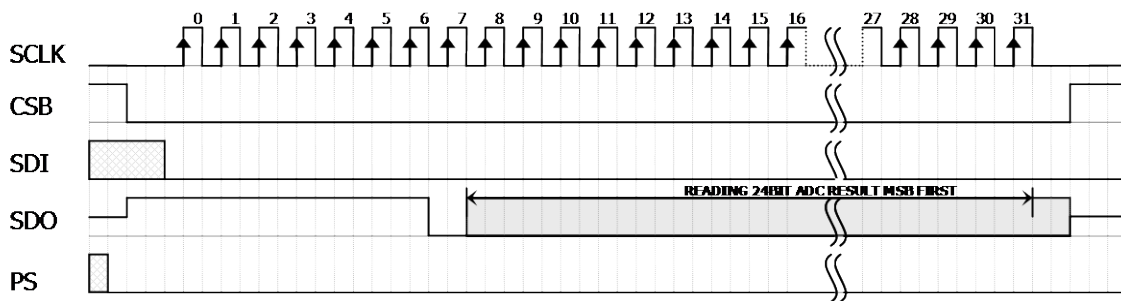 0 1 2 3 4 5 6 7 8 9 10 11 12 13 14 15 16 27 28 29 30 31
SCLK
CSB
SDI
READING 24BIT ADC RESULT MSB FIRST
SDO
PS